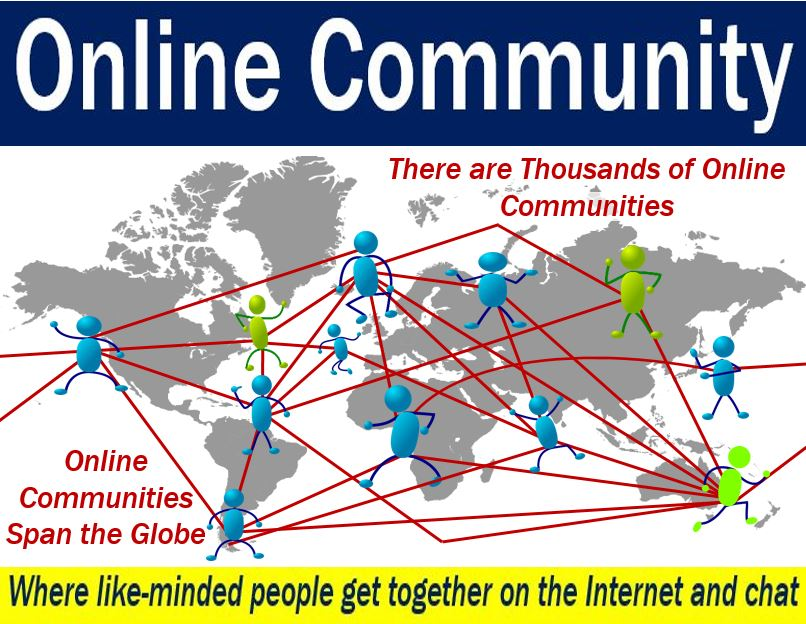 Online Community
There are Thousands of Online
Communities
Online
Communities
Span the Globe
Where like-minded people get together on the Internet and chat